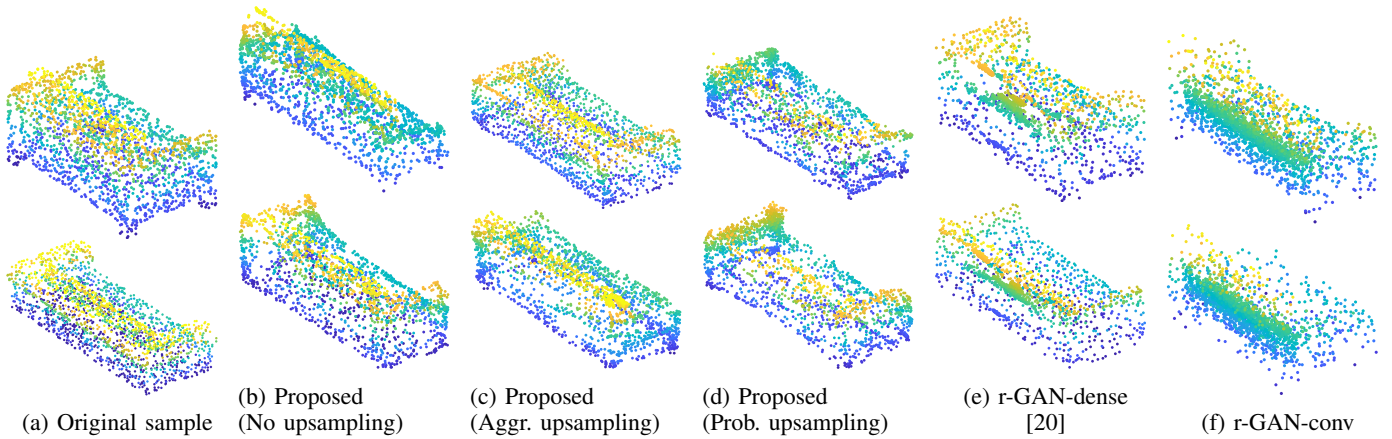 (a) Original sample
(b) Proposed
(No upsampling)
(c) Proposed
(Aggr. upsampling)
(d) Proposed
(Prob. upsampling)
(e) r-GAN-dense
[20]
(f) r-GAN-conv